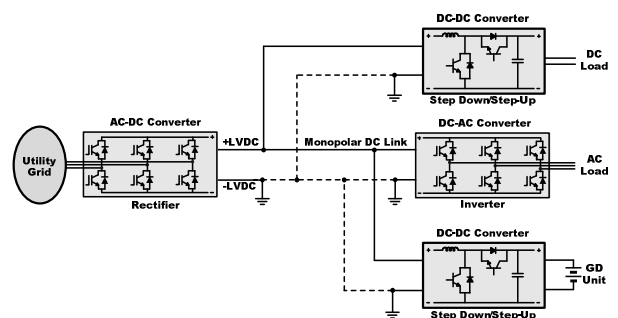 DC-DC Converter
+
+
-
-
DC
Load
Step Down/Step-Up
AC-DC Converter
+
-
+LVDC
-LVDC
Rectifier
Utility
Grid
Monopolar DC Link
DC-AC Converter
+
-
AC
Load
Inverter
DC-DC Converter
+
+
-
-
GD
Unit
Step Down/Step-Up